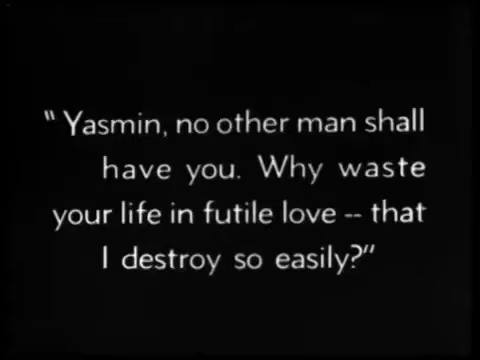 "Yasmin, no other man shall
have you. Why waste
your life in futile love -- that
I destroy so easily?"